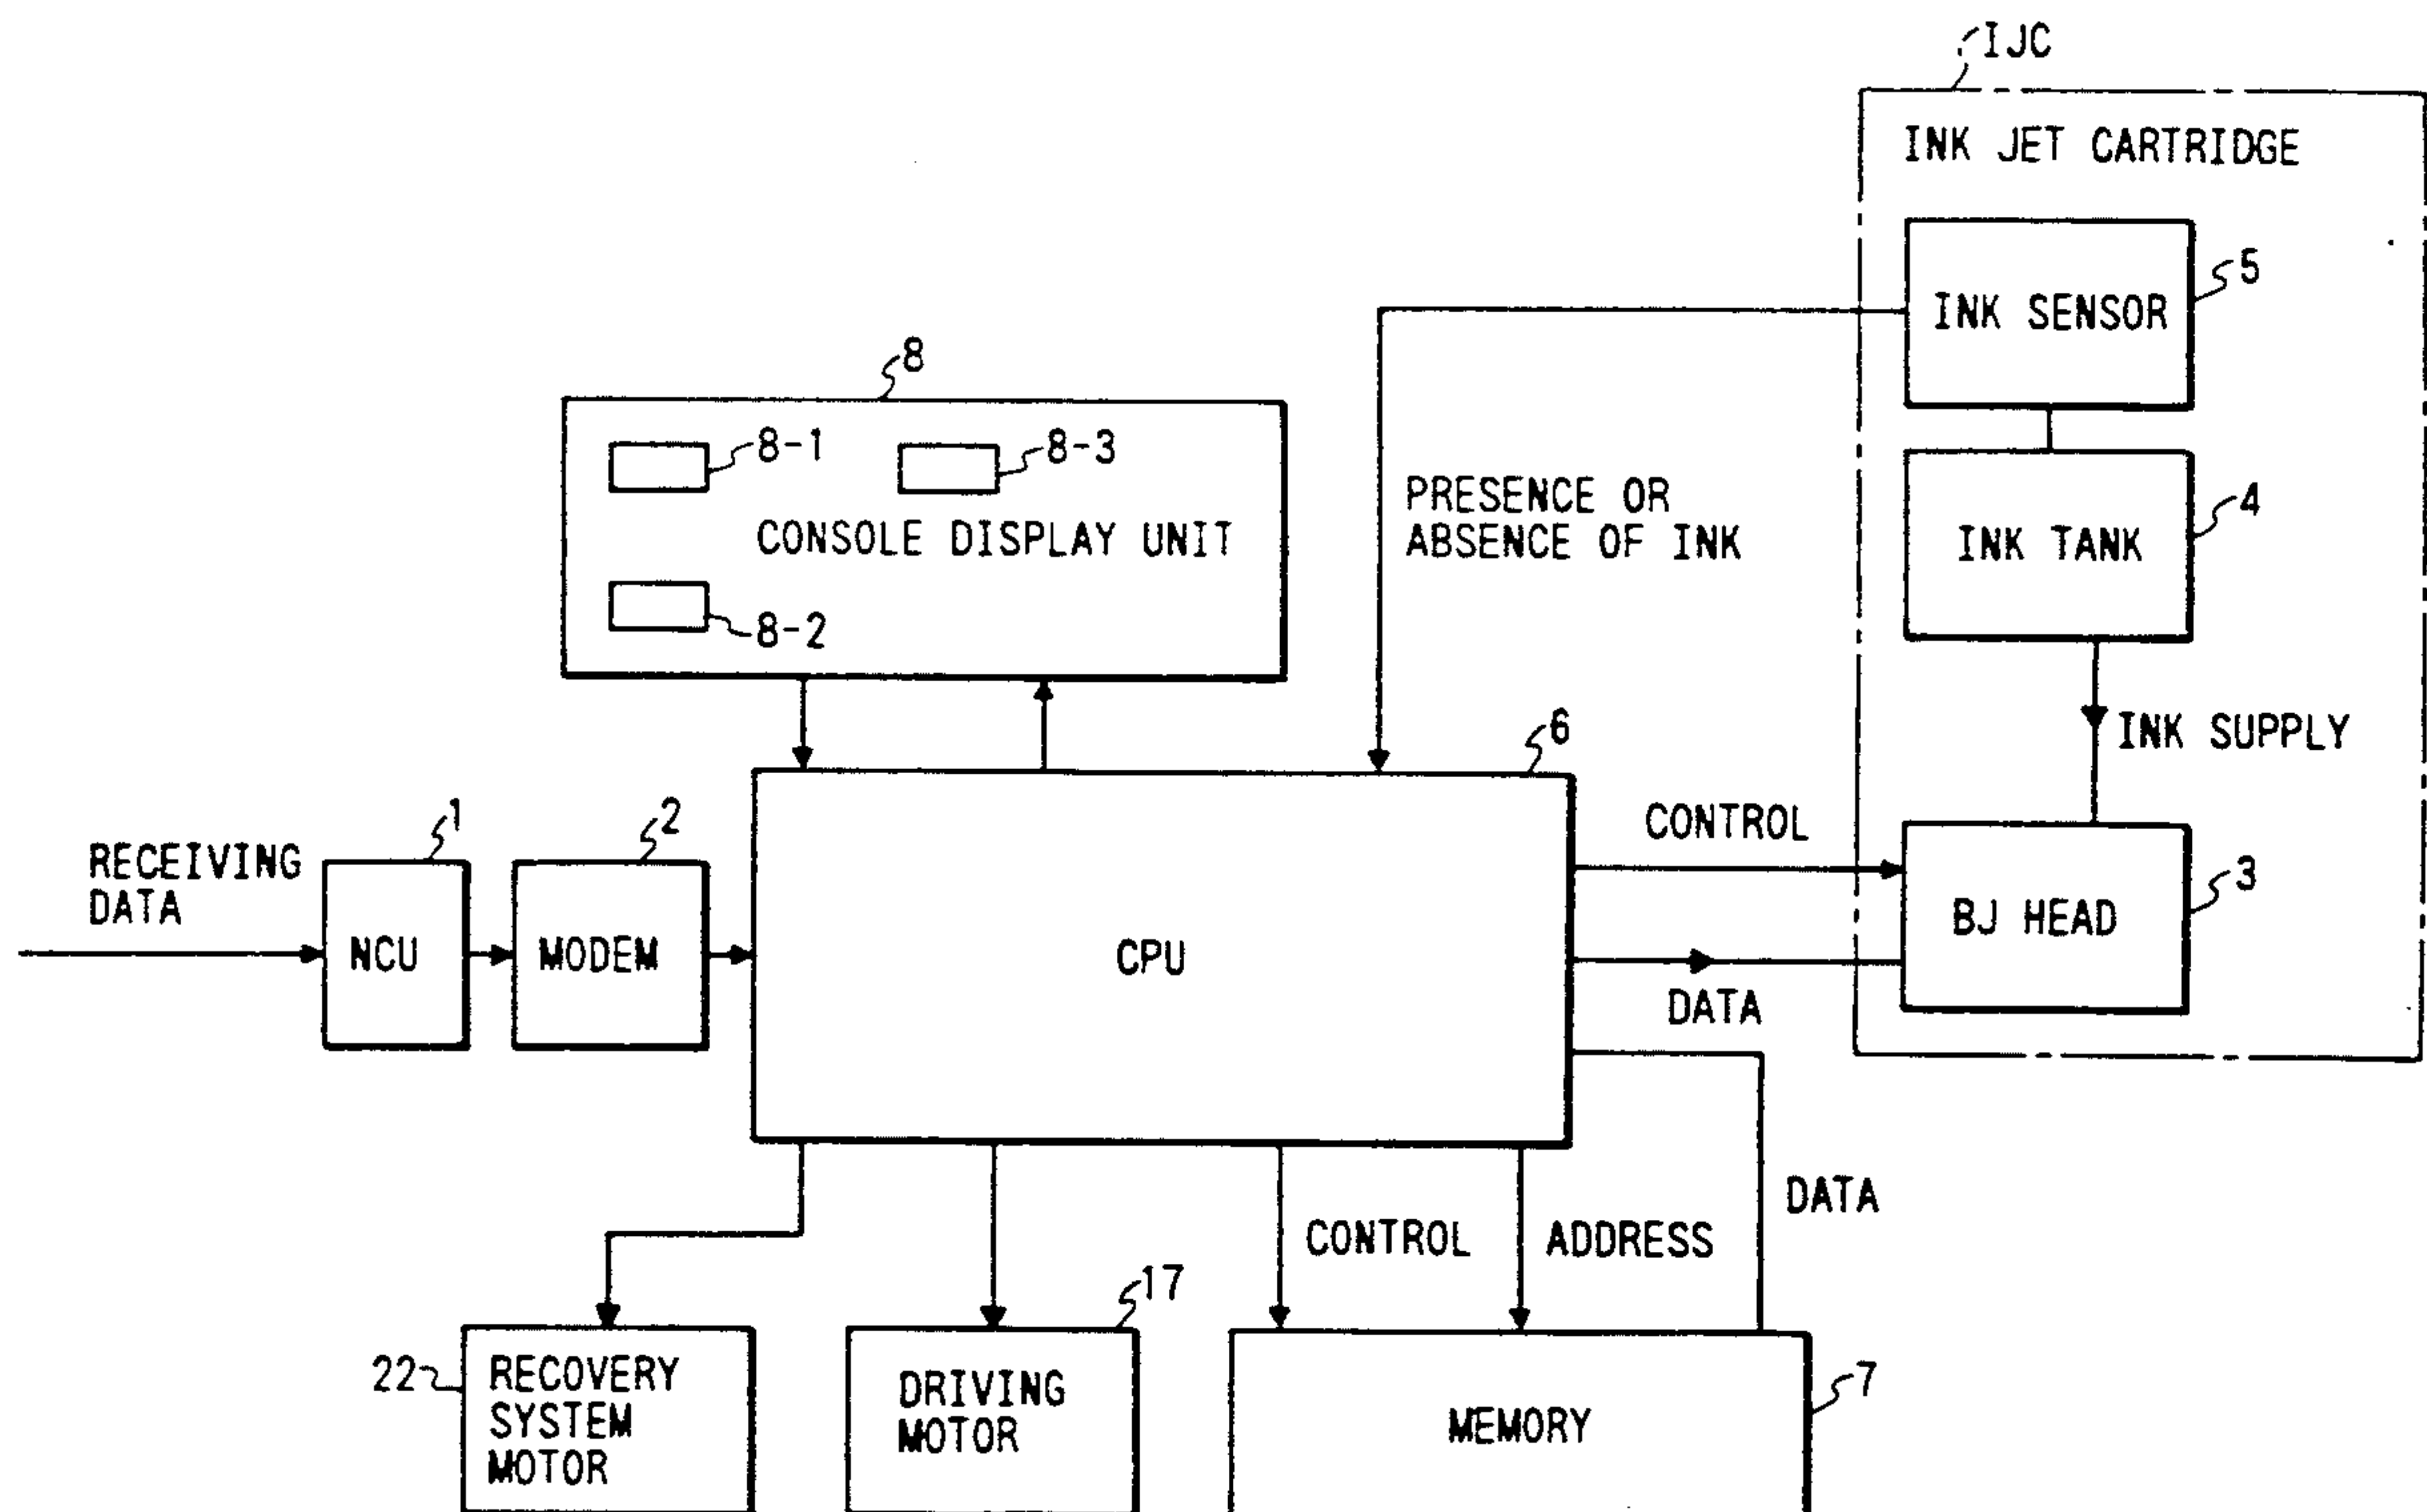 IJC
INK JET CARTRIDGE
5
INK SENSOR
8
8-1
8-3
PRESENCE OR
ABSENCE OF INK
4
CONSOLE DISPLAY UNIT
INK TANK
8-2
6
INK SUPPLY
1
2
CONTROL
RECEIVING
DATA
3
NCU
MODEM
CPU
BJ HEAD
DATA
DATA
CONTROL
ADDRESS
17
22
RECOVERY
SYSTEM
MOTOR
DRIVING
MOTOR
7
MEMORY